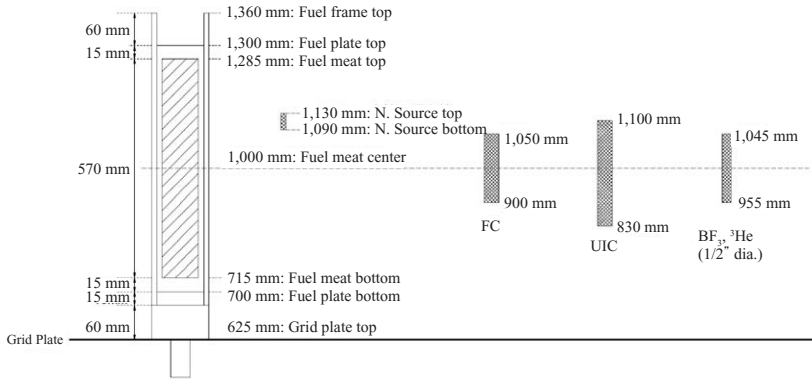 1,360 mm: Fuel frame top
60 mm
1,300 mm: Fuel plate top
15 mm
1,285 mm: Fuel meat top
1,130 mm: N. Source top
1,090 mm: N. Source bottom
1,050 mm
1,100 mm
1,045 mm
1,000 mm: Fuel meat center
570 mm
900 mm
955 mm
FC
830 mm
UIC
BF3, 3He
(1/2" dia.)
715 mm: Fuel meat bottom
15 mm
700 mm: Fuel plate bottom
15 mm
60 mm
625 mm: Grid plate top
Grid Plate